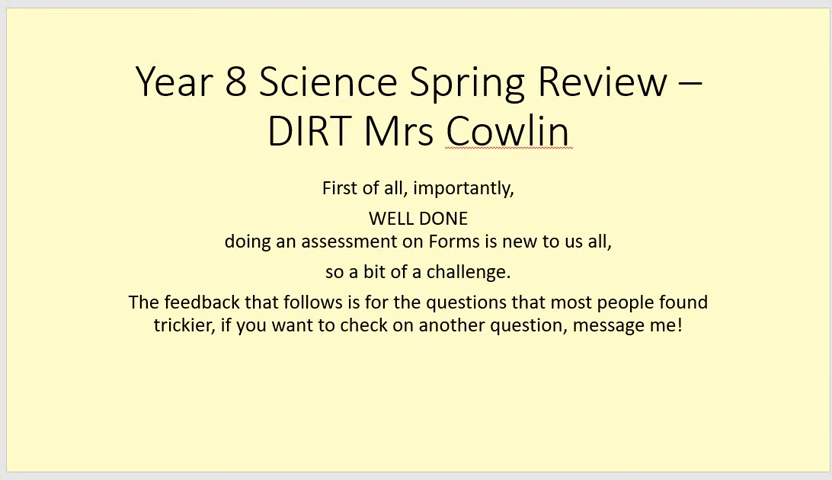 Year 8 Science Spring Review –
DIRT Mrs Cowlin
First of all, importantly,
WELL DONE
doing an assessment on Forms is new to us all,
so a bit of a challenge.
The feedback that follows is for the questions that most people found
trickier, if you want to check on another question, message me!